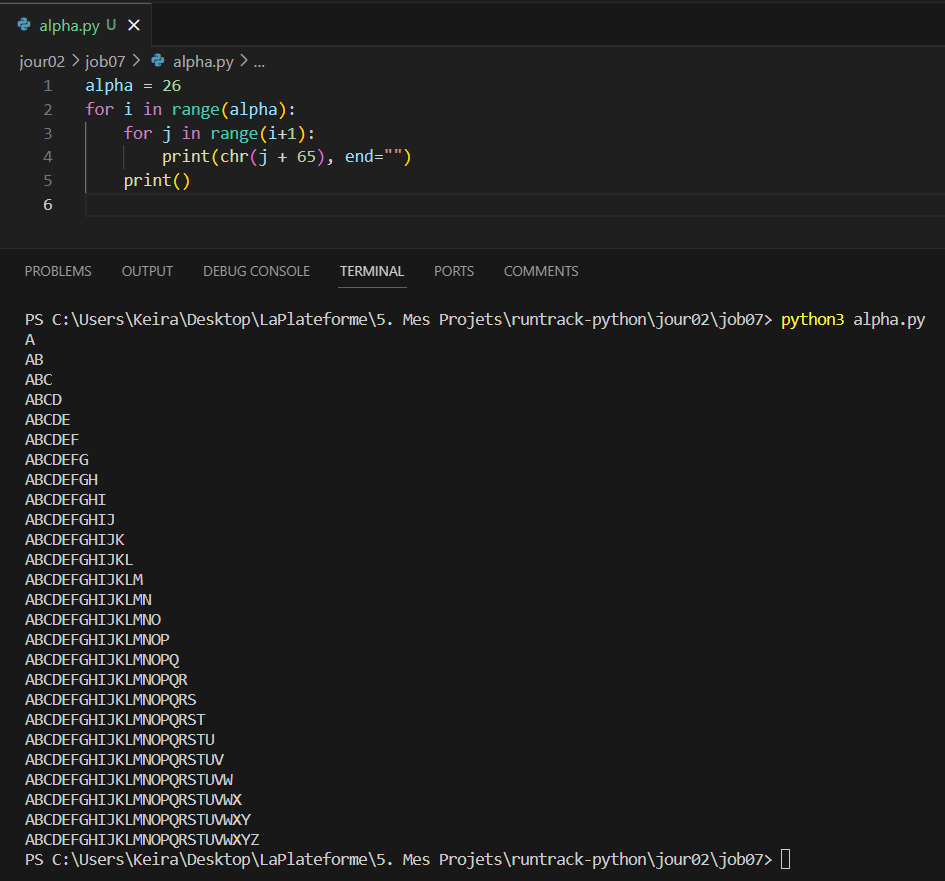 alpha.py U ×
jour02 > job07 > alpha.py > ...
1 alpha = 26
2 for i in range(alpha):
3     for j in range(i+1):
4         print(chr(j + 65), end="")
5     print()
6
PROBLEMS OUTPUT DEBUG CONSOLE TERMINAL PORTS COMMENTS
PS C:\Users\Keira\Desktop\LaPlateforme\5. Mes Projets\runtrack-python\jour02\job07> python3 alpha.py
A
AB
ABC
ABCD
ABCDE
ABCDEF
ABCDEFG
ABCDEFGH
ABCDEFGHI
ABCDEFGHIJ
ABCDEFGHIJK
ABCDEFGHIJKL
ABCDEFGHIJKLM
ABCDEFGHIJKLMN
ABCDEFGHIJKLMNO
ABCDEFGHIJKLMNOP
ABCDEFGHIJKLMNOPQ
ABCDEFGHIJKLMNOPQR
ABCDEFGHIJKLMNOPQRS
ABCDEFGHIJKLMNOPQRST
ABCDEFGHIJKLMNOPQRSTU
ABCDEFGHIJKLMNOPQRSTUV
ABCDEFGHIJKLMNOPQRSTUVW
ABCDEFGHIJKLMNOPQRSTUVWX
ABCDEFGHIJKLMNOPQRSTUVWXY
ABCDEFGHIJKLMNOPQRSTUVWXYZ
PS C:\Users\Keira\Desktop\LaPlateforme\5. Mes Projets\runtrack-python\jour02\job07>